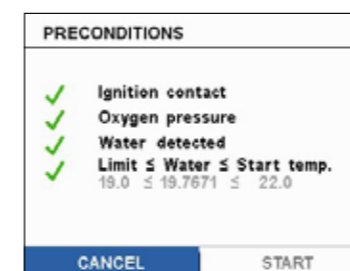 PRECONDITIONS
Ignition contact
Oxygen pressure
Water detected
Limit ≤ Water ≤ Start temp.
19.0 ≤ 19.7671 ≤ 22.0
CANCEL START